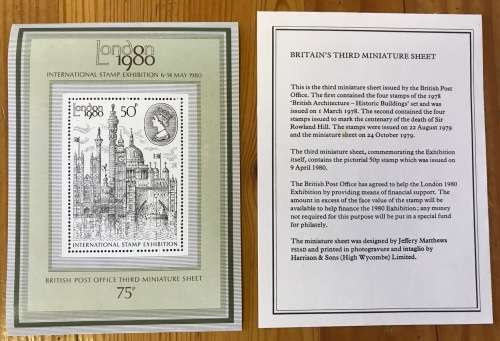 London
1980
INTERNATIONAL STAMP EXHIBITION 6-14 MAY 1980
London
1980
50p
INTERNATIONAL STAMP EXHIBITION
BRITISH POST OFFICE THIRD MINIATURE SHEET
75p
BRITAIN'S THIRD MINIATURE SHEET
This is the third miniature sheet issued by the British Post
Office. The first contained the four stamps of the 1978
'British Architecture – Historic Buildings' set and was
issued on 1 March 1978. The second contained the four
stamps issued to mark the centenary of the death of Sir
Rowland Hill. The stamps were issued on 22 August 1979
and the miniature sheet on 24 October 1979.
The third miniature sheet, commemorating the Exhibition
itself, contains the pictorial 50p stamp which was issued on
9 April 1980.
The British Post Office has agreed to help the London 1980
Exhibition by providing means of financial support. The
amount in excess of the face value of the stamp will be
available to help finance the 1980 Exhibition; any money
not required for this purpose will be put in a special fund
for philately.
The miniature sheet was designed by Jeffery Matthews
FSIAD and printed in photogravure and intaglio by
Harrison & Sons (High Wycombe) Limited.